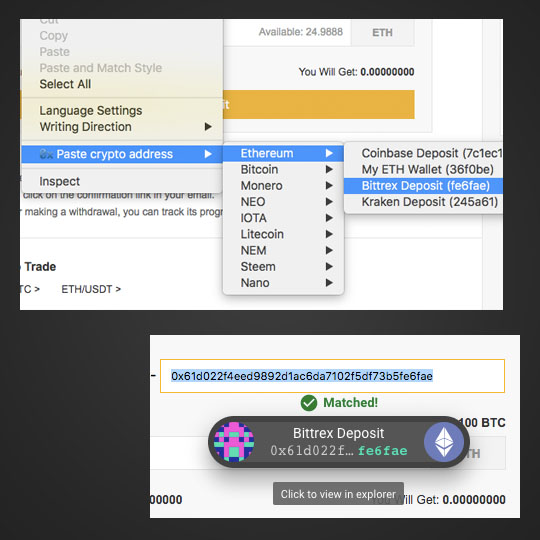 Cut
Available: 24.9888 ETH
Copy
Paste
Paste and Match Style
You Will Get: 0.00000000
Select All
Language Settings
Writing Direction
Paste crypto address
Ethereum
Coinbase Deposit (7c1ec1
Bitcoin
My ETH Wallet (36f0be)
Inspect
Monero
Bittrex Deposit (fe6fae)
click on the confirmation link in your email.
NEO
Kraken Deposit (245a61)
r making a withdrawal, you can track its progr
IOTA
Litecoin
NEM
Trade
Steem
TC > ETH/USDT >
Nano
0x61d022f4eed9892d1ac6da7102f5df73b5fe6fae
Matched!
100 BTC
Bittrex Deposit
0x61d022f… fe6fae
TH
Click to view in explorer
00000
Will Get: 0.00000000